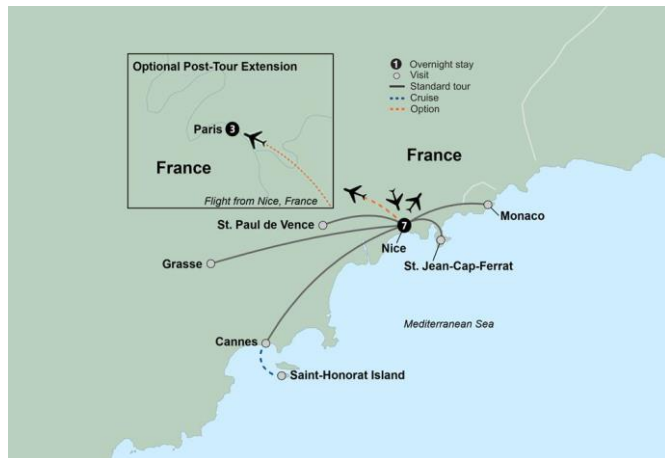 Optional Post-Tour Extension
Paris 3
France
Flight from Nice, France
1 Overnight stay
Visit
Standard tour
Cruise
Option
France
St. Paul de Vence
7
Nice
Monaco
St. Jean-Cap-Ferrat
Grasse
Mediterranean Sea
Cannes
Saint-Honorat Island